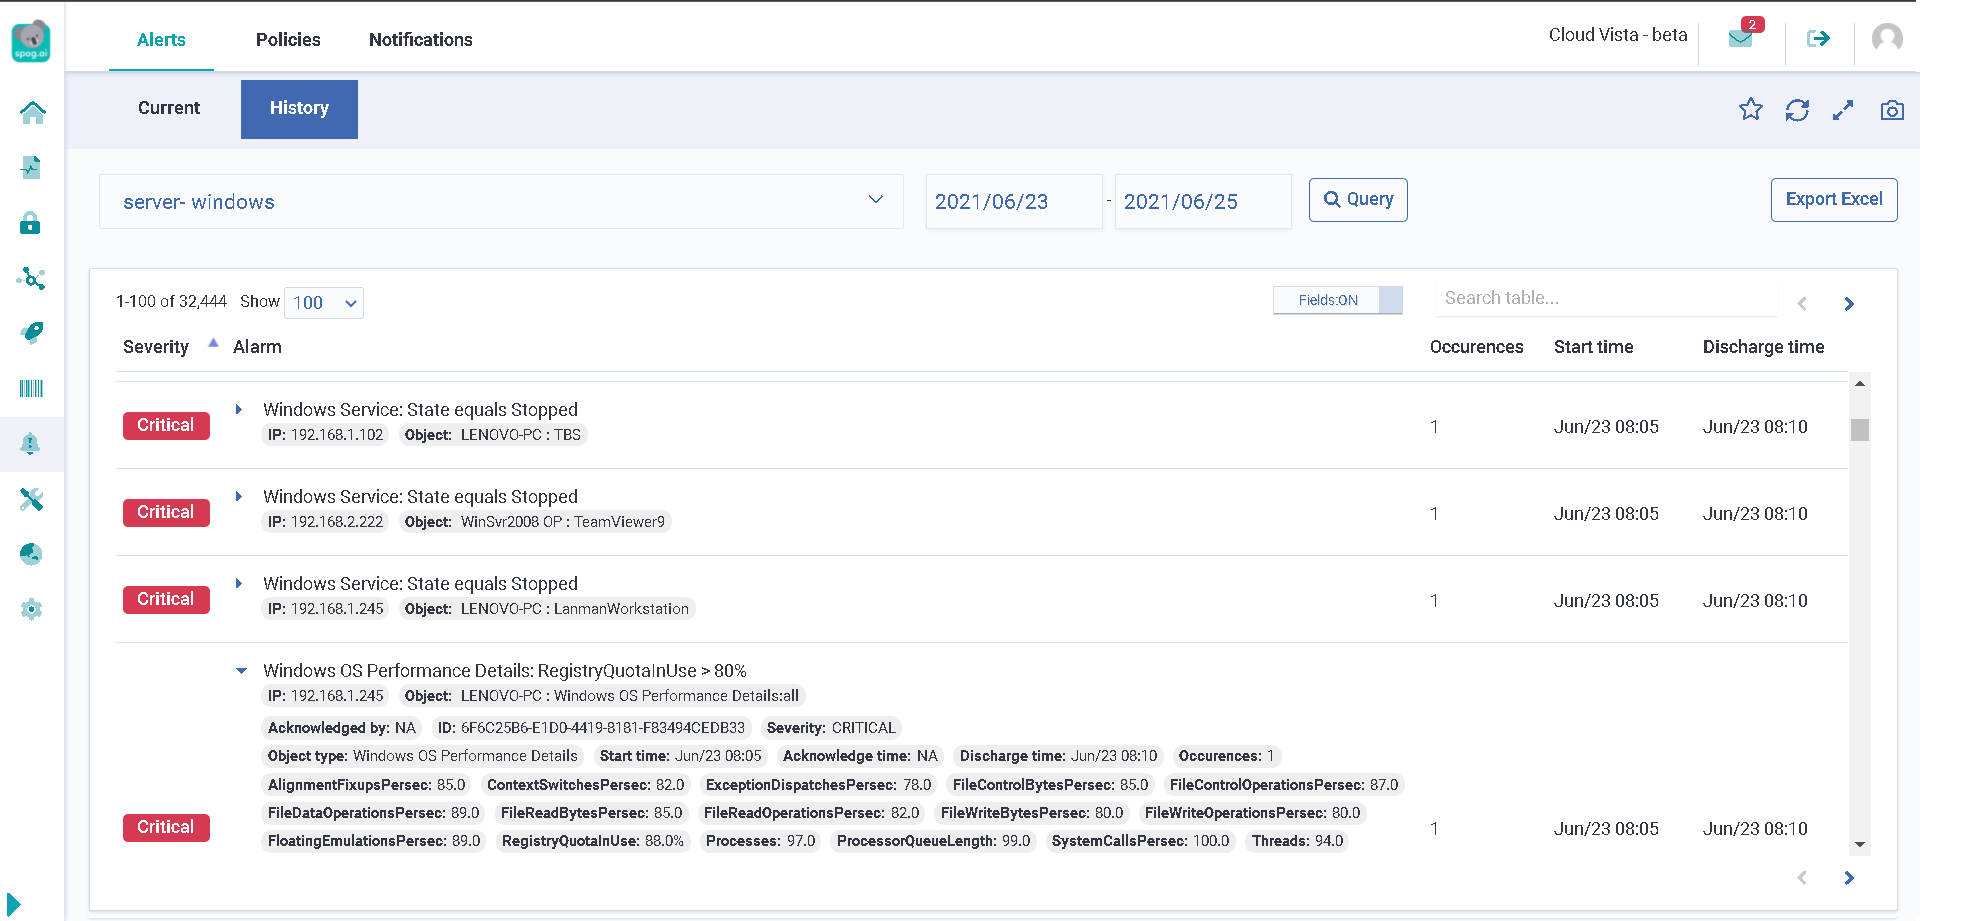 spog.ai
Alerts Policies Notifications
Cloud Vista - beta
2
Current History
server- windows
2021/06/23 - 2021/06/25
Query
Export Excel
1-100 of 32,444 Show 100
Fields:ON
Search table...
Severity Alarm Occurences Start time Discharge time
Critical
Windows Service: State equals Stopped
IP: 192.168.1.102 Object: LENOVO-PC : TBS
1 Jun/23 08:05 Jun/23 08:10
Critical
Windows Service: State equals Stopped
IP: 192.168.2.222 Object: WinSvr2008 OP : TeamViewer9
1 Jun/23 08:05 Jun/23 08:10
Critical
Windows Service: State equals Stopped
IP: 192.168.1.245 Object: LENOVO-PC : LanmanWorkstation
1 Jun/23 08:05 Jun/23 08:10
Windows OS Performance Details: RegistryQuotaInUse > 80%
IP: 192.168.1.245 Object: LENOVO-PC : Windows OS Performance Details:all
Acknowledged by: NA ID: 6F6C25B6-E1D0-4419-8181-F83494CEDB33 Severity: CRITICAL
Object type: Windows OS Performance Details Start time: Jun/23 08:05 Acknowledge time: NA Discharge time: Jun/23 08:10 Occurences: 1
AlignmentFixupsPersec: 85.0 ContextSwitchesPersec: 82.0 ExceptionDispatchesPersec: 78.0 FileControlBytesPersec: 85.0 FileControlOperationsPersec: 87.0
FileDataOperationsPersec: 89.0 FileReadBytesPersec: 85.0 FileReadOperationsPersec: 82.0 FileWriteBytesPersec: 80.0 FileWriteOperationsPersec: 80.0
Critical
1 Jun/23 08:05 Jun/23 08:10
FloatingEmulationsPersec: 89.0 RegistryQuotaInUse: 88.0% Processes: 97.0 ProcessorQueueLength: 99.0 SystemCallsPersec: 100.0 Threads: 94.0